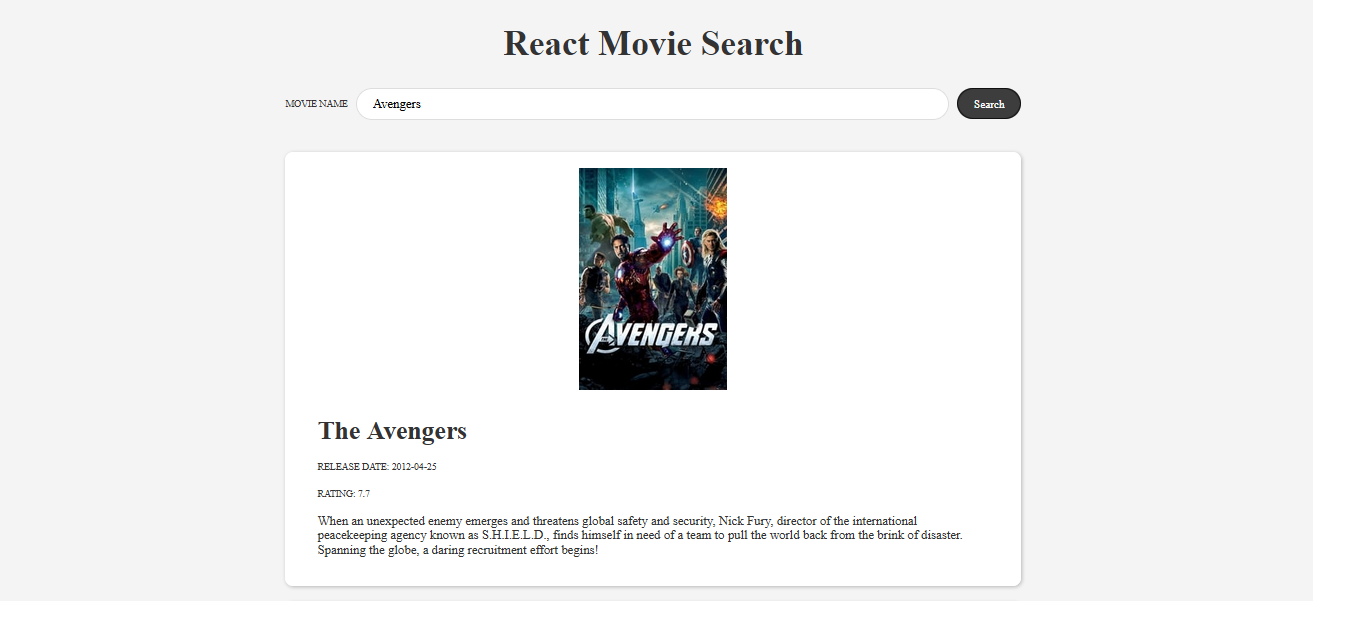 React Movie Search
MOVIE NAME
Avengers
Search
AVENGERS
The Avengers
RELEASE DATE: 2012-04-25
RATING: 7.7
When an unexpected enemy emerges and threatens global safety and security, Nick Fury, director of the international
peacekeeping agency known as S.H.I.E.L.D., finds himself in need of a team to pull the world back from the brink of disaster.
Spanning the globe, a daring recruitment effort begins!